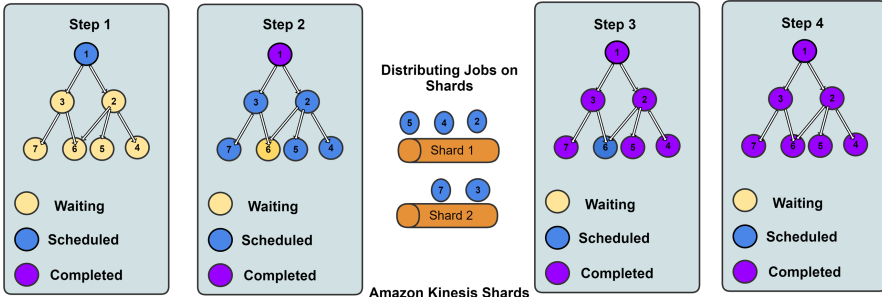 Step 1
1
3 2
7 6 5 4
Waiting
Scheduled
Completed
Step 2
1
3 2
7 6 5 4
Waiting
Scheduled
Completed
Distributing Jobs on
Shards
5 4 2
Shard 1
7 3
Shard 2
Amazon Kinesis Shards
Step 3
1
3 2
7 6 5 4
Waiting
Scheduled
Completed
Step 4
1
3 2
7 6 5 4
Waiting
Scheduled
Completed